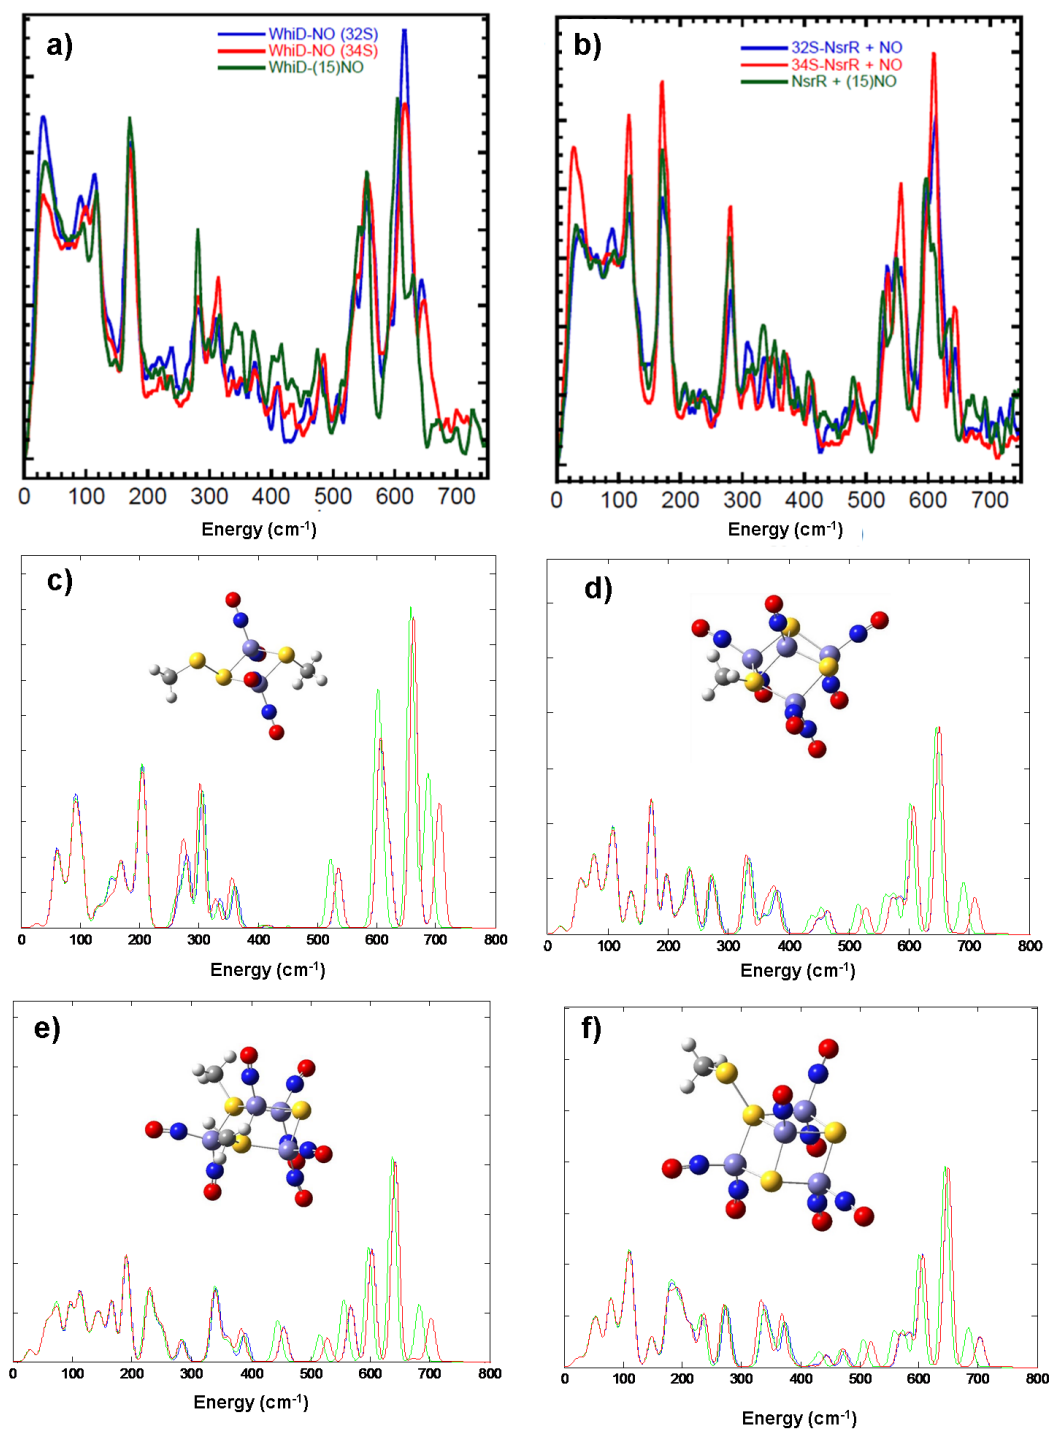 a)
WhiD-NO (32S)
WhiD-NO (34S)
WhiD-(15)NO
0 100 200 300 400 500 600 700
Energy (cm-1)
b)
32S-NsrR + NO
34S-NsrR + NO
NsrR + (15)NO
0 100 200 300 400 500 600 700
Energy (cm-1)
c)
0 100 200 300 400 500 600 700 800
Energy (cm-1)
d)
0 100 200 300 400 500 600 700 800
Energy (cm-1)
e)
0 100 200 300 400 500 600 700 800
Energy (cm-1)
f)
0 100 200 300 400 500 600 700 800
Energy (cm-1)